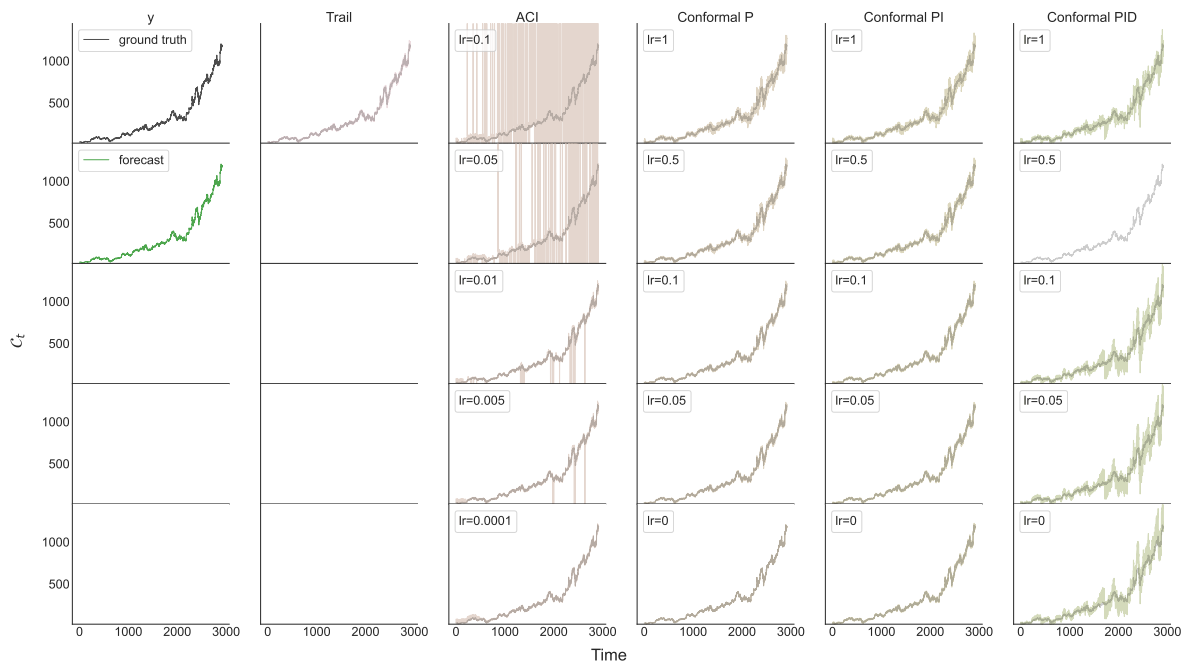 y Trail ACI Conformal P Conformal PI Conformal PID
ground truth lr=0.1 lr=1 lr=1 lr=1
1000
500
forecast lr=0.05 lr=0.5 lr=0.5 lr=0.5
1000
500
lr=0.01 lr=0.1 lr=0.1 lr=0.1
1000
500
𝒞t
lr=0.005 lr=0.05 lr=0.05 lr=0.05
1000
500
lr=0.0001 lr=0 lr=0 lr=0
1000
500
0 1000 2000 3000 0 1000 2000 3000 0 1000 2000 3000 0 1000 2000 3000 0 1000 2000 3000 0 1000 2000 3000
Time